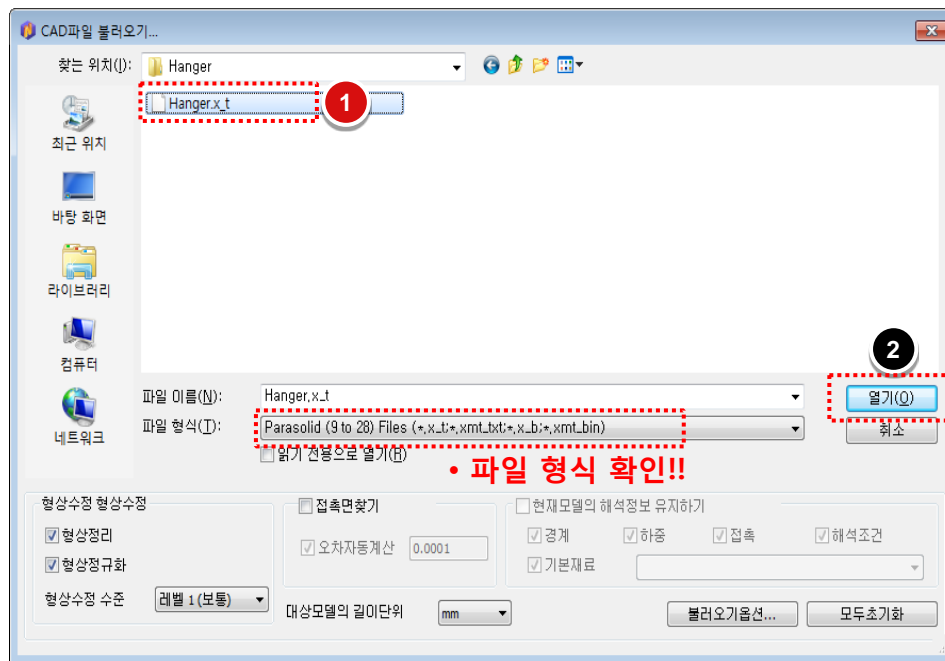 CAD파일 불러오기...
찾는 위치(I): Hanger
Hanger.x_t
1
최근 위치
바탕 화면
라이브러리
컴퓨터
네트워크
2
파일 이름(N): Hanger.x_t 열기(O)
파일 형식(T): Parasolid (9 to 28) Files (*.x_t;*.xmt_txt;*.x_b;*.xmt_bin) 취소
읽기 전용으로 열기(R)
• 파일 형식 확인!!
형상수정 형상수정 접촉면찾기 현재모델의 해석정보 유지하기
형상정리 오차자동계산 0.0001 경계 하중 접촉 해석조건
형상정규화 기본재료
형상수정 수준 레벨 1 (보통) 대상모델의 길이단위 mm 불러오기옵션... 모두초기화